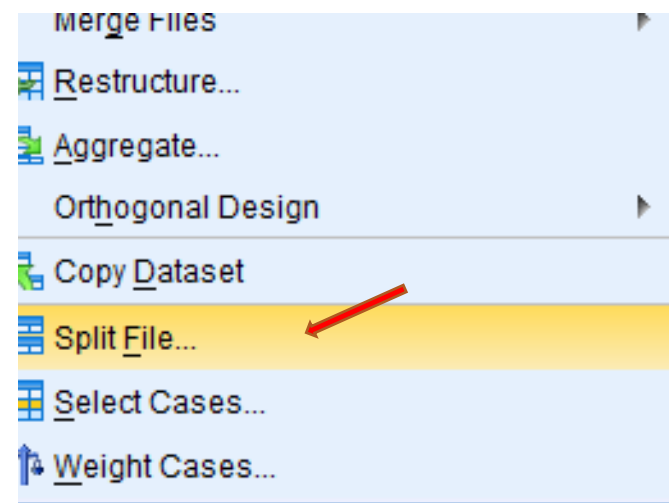 Merge Files
Restructure...
Aggregate...
Orthogonal Design
Copy Dataset
Split File...
Select Cases...
Weight Cases...